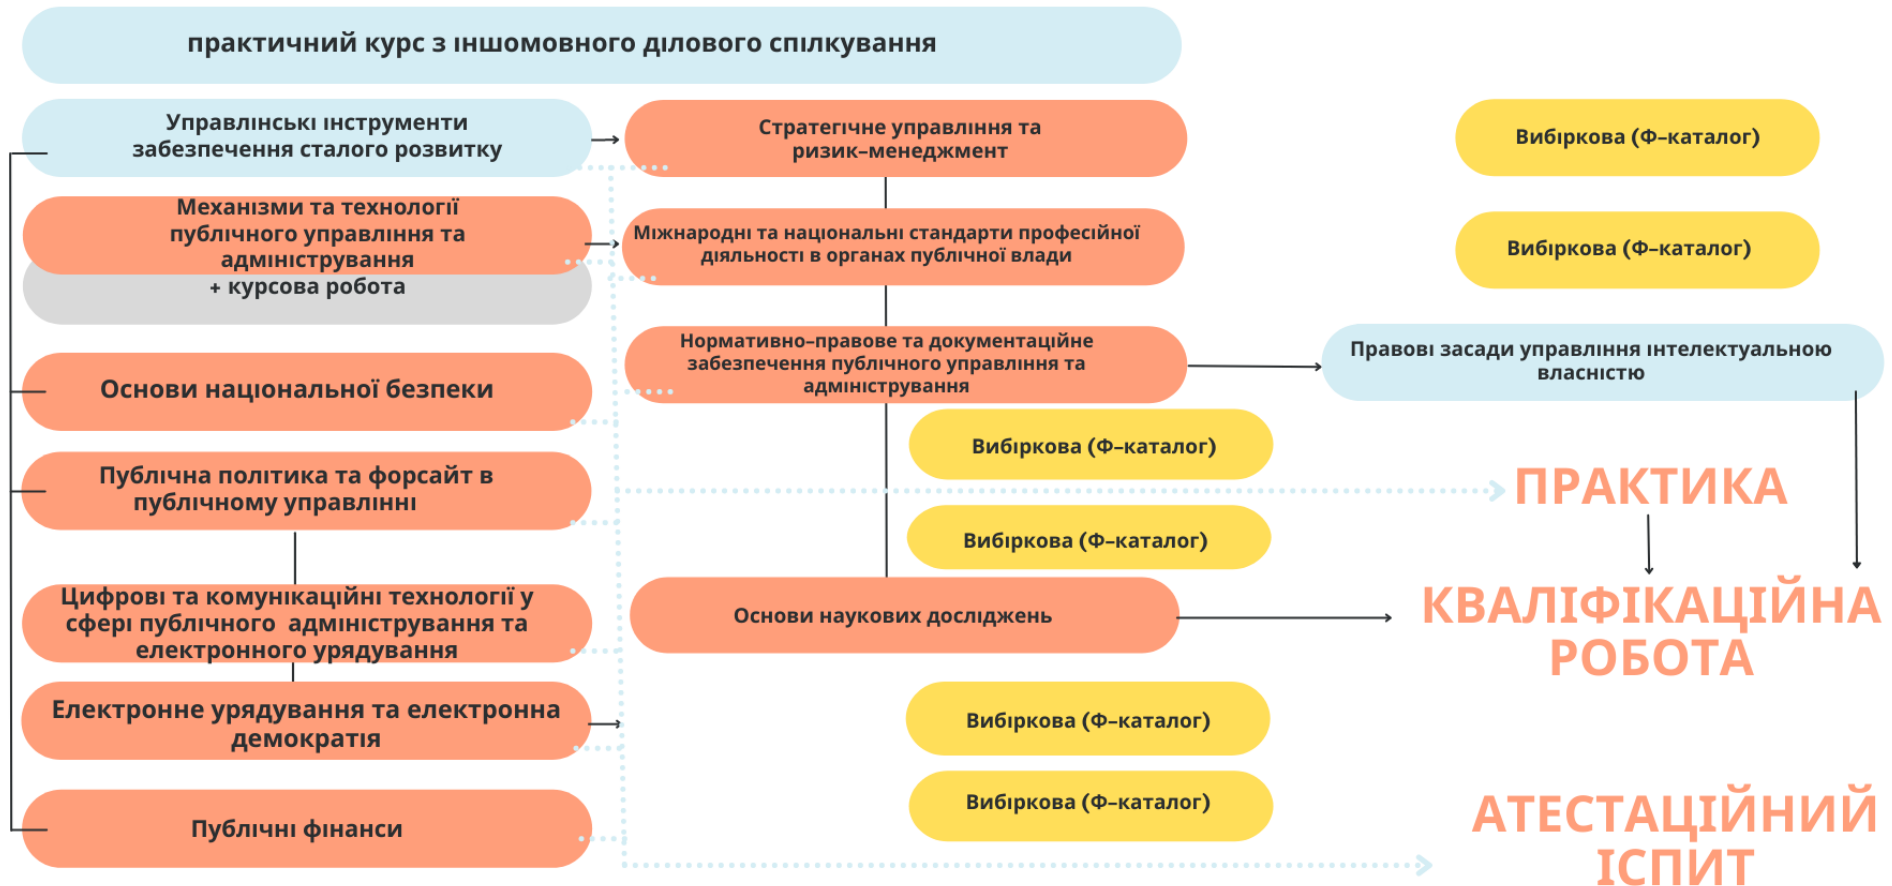 практичний курс з іншомовного ділового спілкування
Управлінські інструменти
забезпечення сталого розвитку
Механізми та технології
публічного управління та
адміністрування
+ курсова робота
Основи національної безпеки
Публічна політика та форсайт в
публічному управлінні
Цифрові та комунікаційні технології у
сфері публічного адміністрування та
електронного урядування
Електронне урядування та електронна
демократія
Публічні фінанси
Стратегічне управління та
ризик-менеджмент
Міжнародні та національні стандарти професійної
діяльності в органах публічної влади
Нормативно-правове та документаційне
забезпечення публічного управління та
адміністрування
Вибіркова (Ф-каталог)
Вибіркова (Ф-каталог)
Основи наукових досліджень
Вибіркова (Ф-каталог)
Вибіркова (Ф-каталог)
Вибіркова (Ф-каталог)
Вибіркова (Ф-каталог)
Правові засади управління інтелектуальною
власністю
ПРАКТИКА
КВАЛІФІКАЦІЙНА
РОБОТА
АТЕСТАЦІЙНИЙ
ІСПИТ